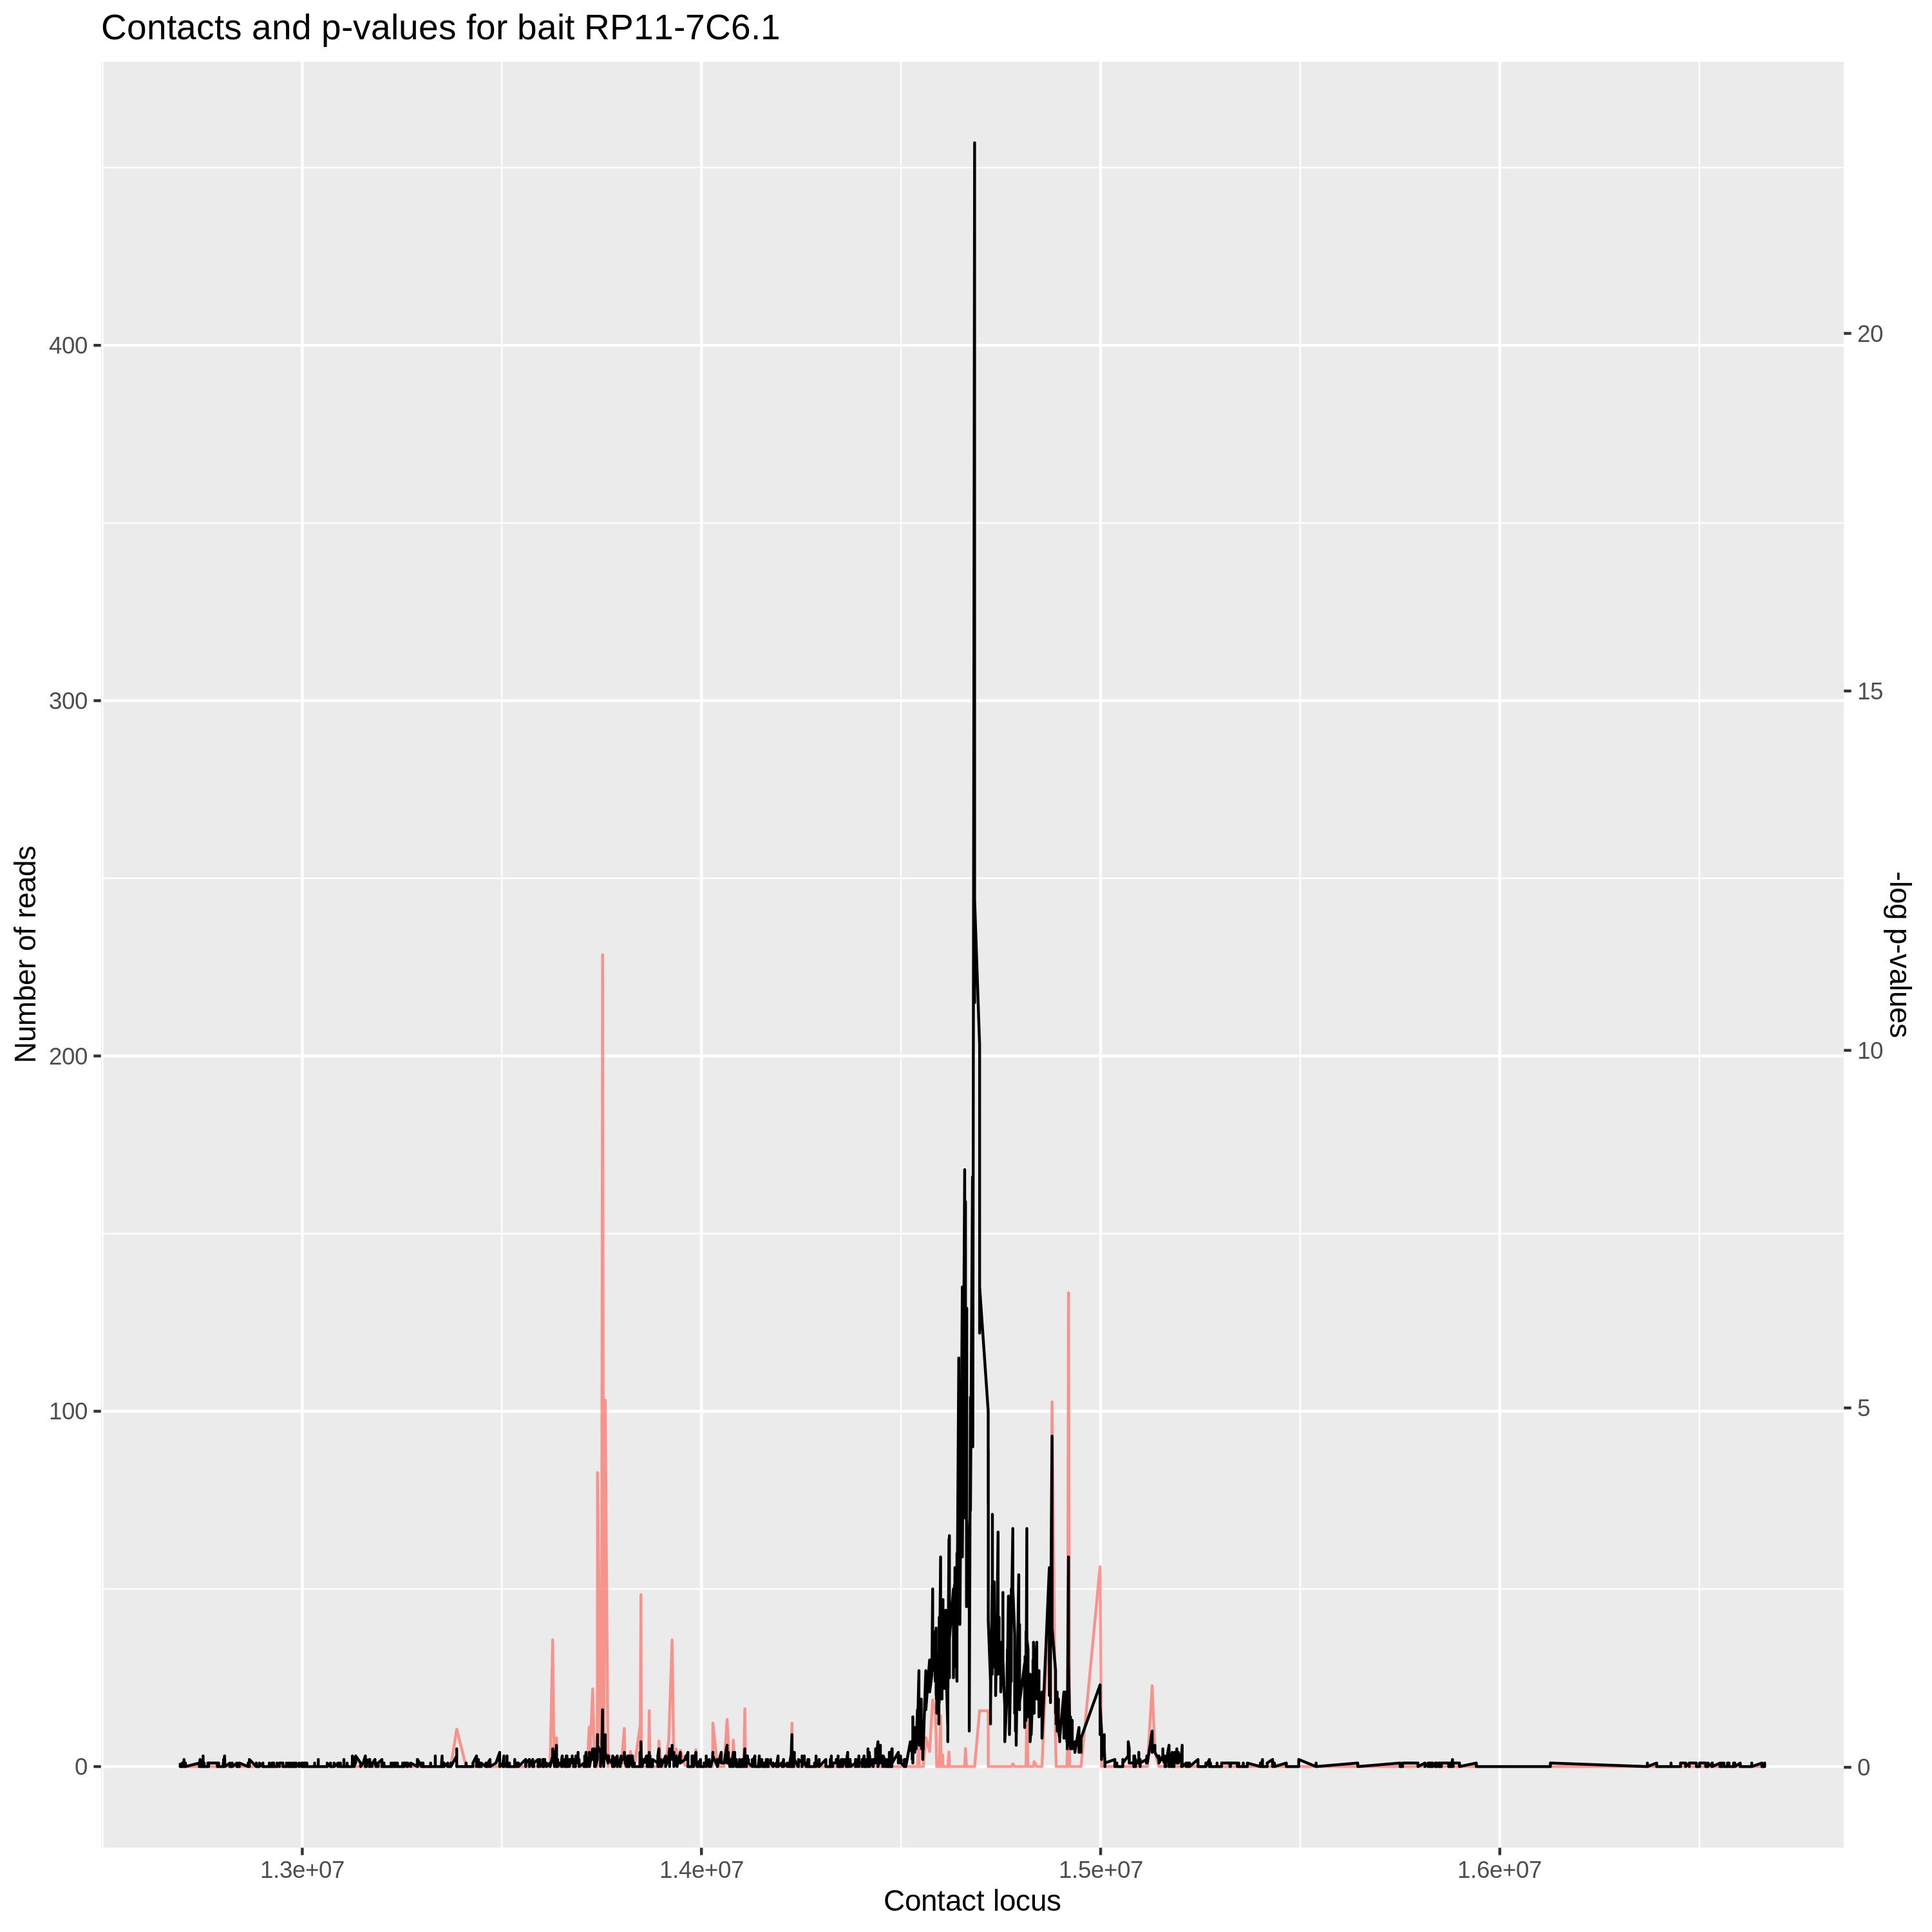 Contacts and p-values for bait RP11-7C6.1
Number of reads
400
300
200
100
0
20
15
10
5
0
-log p-values
1.3e+07
1.4e+07
1.5e+07
1.6e+07
Contact locus